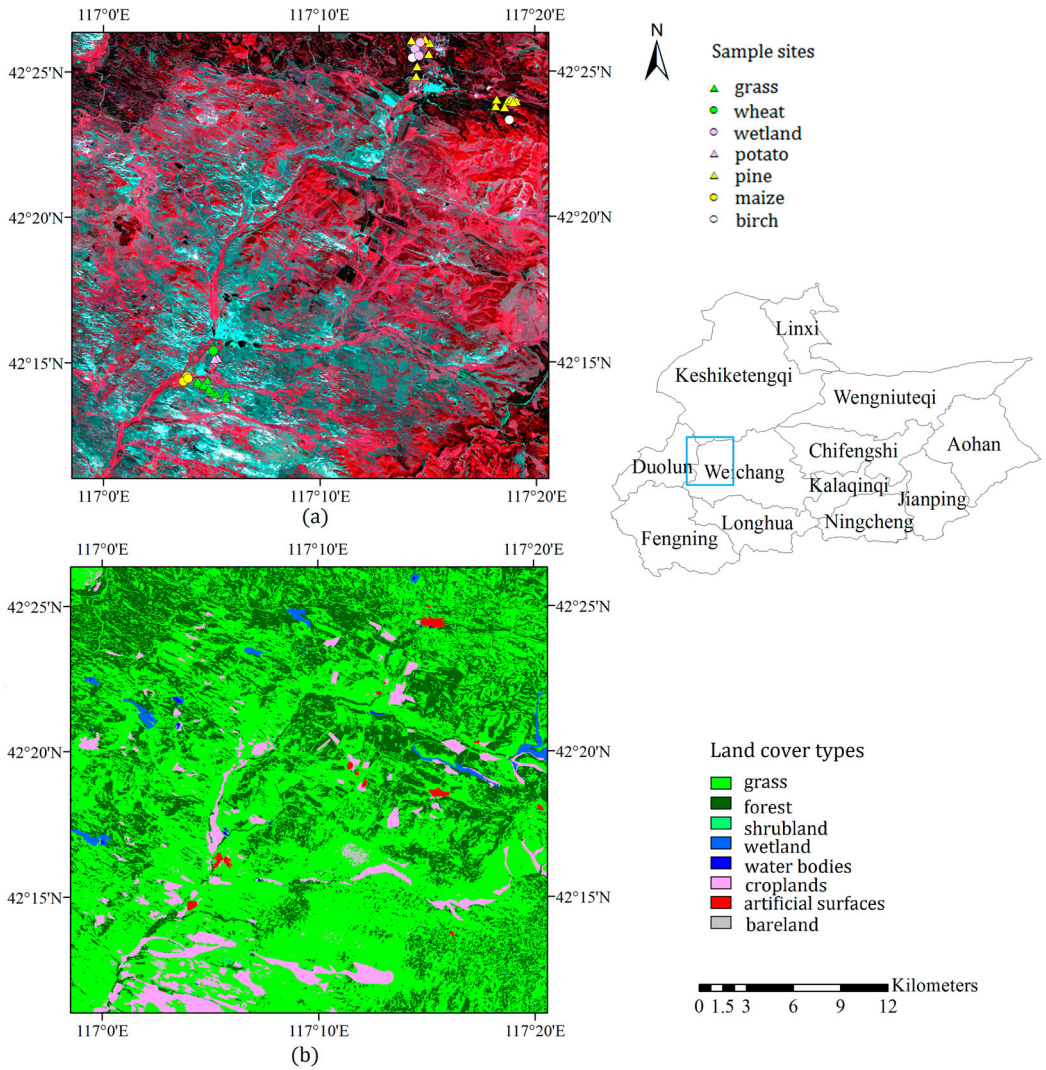 117°0'E 117°10'E 117°20'E
42°25'N 42°25'N
42°20'N 42°20'N
42°15'N 42°15'N
117°0'E 117°10'E 117°20'E
(a)
N
Sample sites
grass
wheat
wetland
potato
pine
maize
birch
Linxi
Keshiketengqi
Wengniuteqi
Aohan
Chifengshi
Duolun
Weichang
Kalaqinqi
Jianping
Longhua
Ningcheng
Fengning
117°0'E 117°10'E 117°20'E
42°25'N 42°25'N
42°20'N 42°20'N
42°15'N 42°15'N
117°0'E 117°10'E 117°20'E
(b)
Land cover types
grass
forest
shrubland
wetland
water bodies
croplands
artificial surfaces
bareland
Kilometers
0 1.5 3 6 9 12